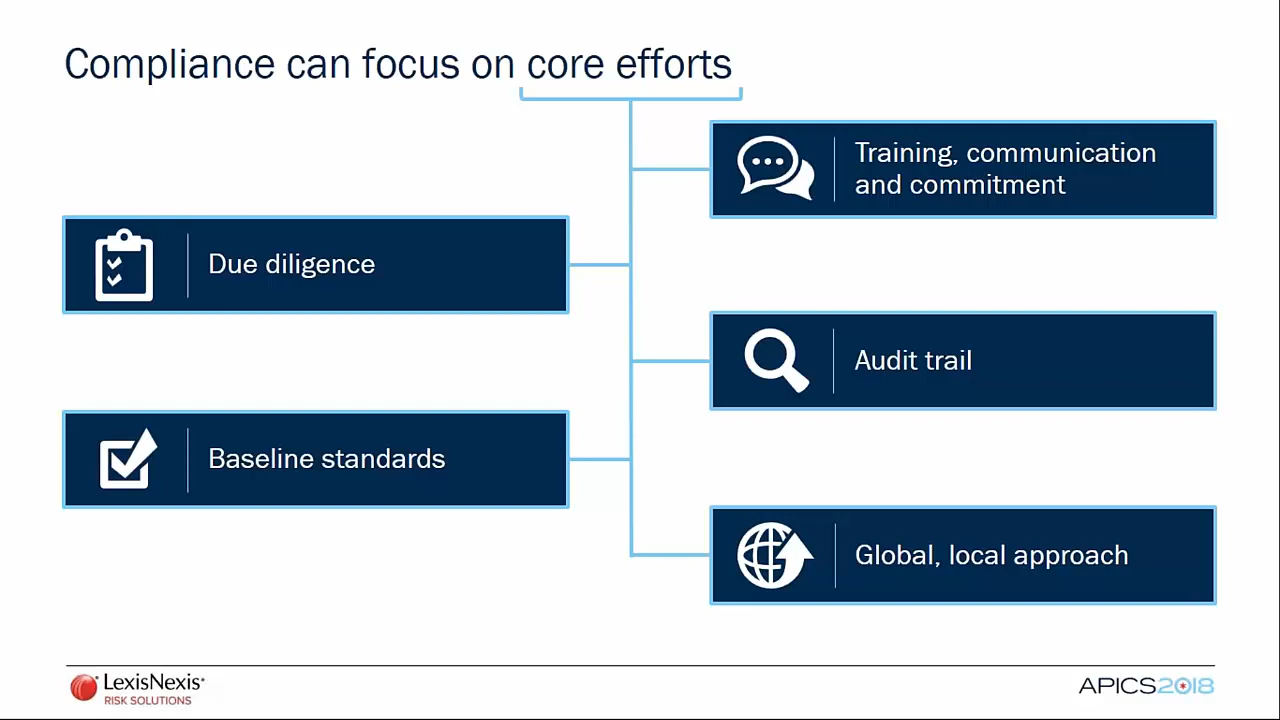 Compliance can focus on core efforts
Training, communication
and commitment
Due diligence
Audit trail
Baseline standards
Global, local approach
LexisNexis
RISK SOLUTIONS
APICS2018